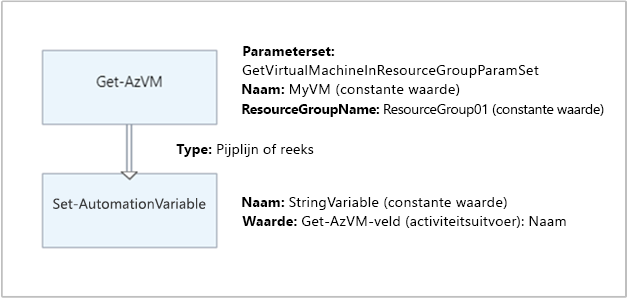 Get-AzVM
Parameterset:
GetVirtualMachineInResourceGroupParamSet
Naam: MyVM (constante waarde)
ResourceGroupName: ResourceGroup01 (constante waarde)
Type: Pijplijn of reeks
Set-AutomationVariable
Naam: StringVariable (constante waarde)
Waarde: Get-AzVM-veld (activiteitsuitvoer): Naam